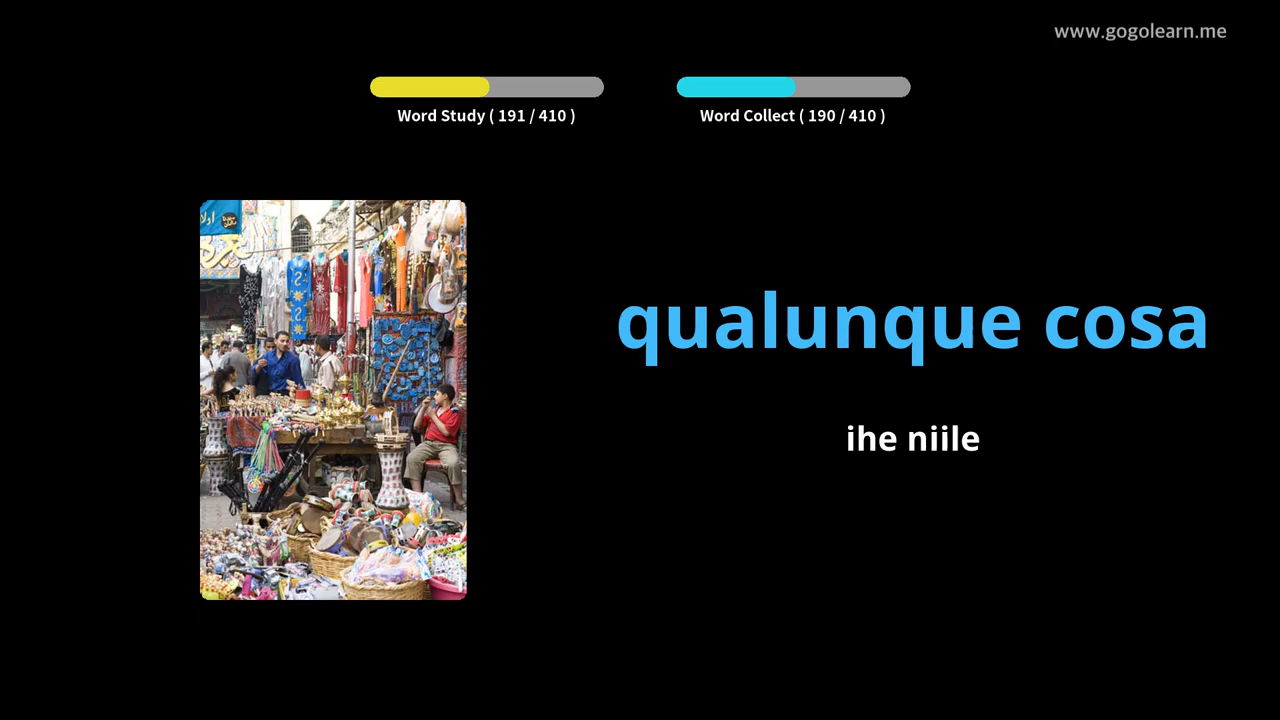 www.gogolearn.me
Word Study ( 191 / 410 )
Word Collect ( 190 / 410 )
qualunque cosa
ihe niile